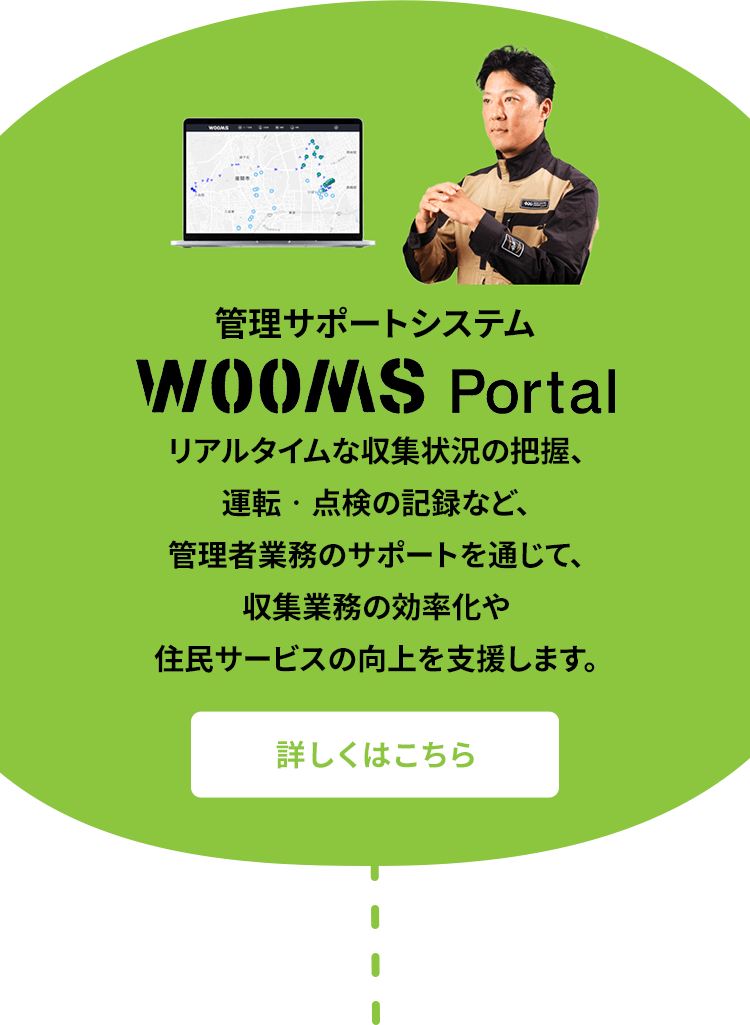 WOOMS
座間市
管理サポートシステム
WOOMS Portal
リアルタイムな収集状況の把握、
運転・点検の記録など、
管理者業務のサポートを通じて、
収集業務の効率化や
住民サービスの向上を支援します。
詳しくはこちら